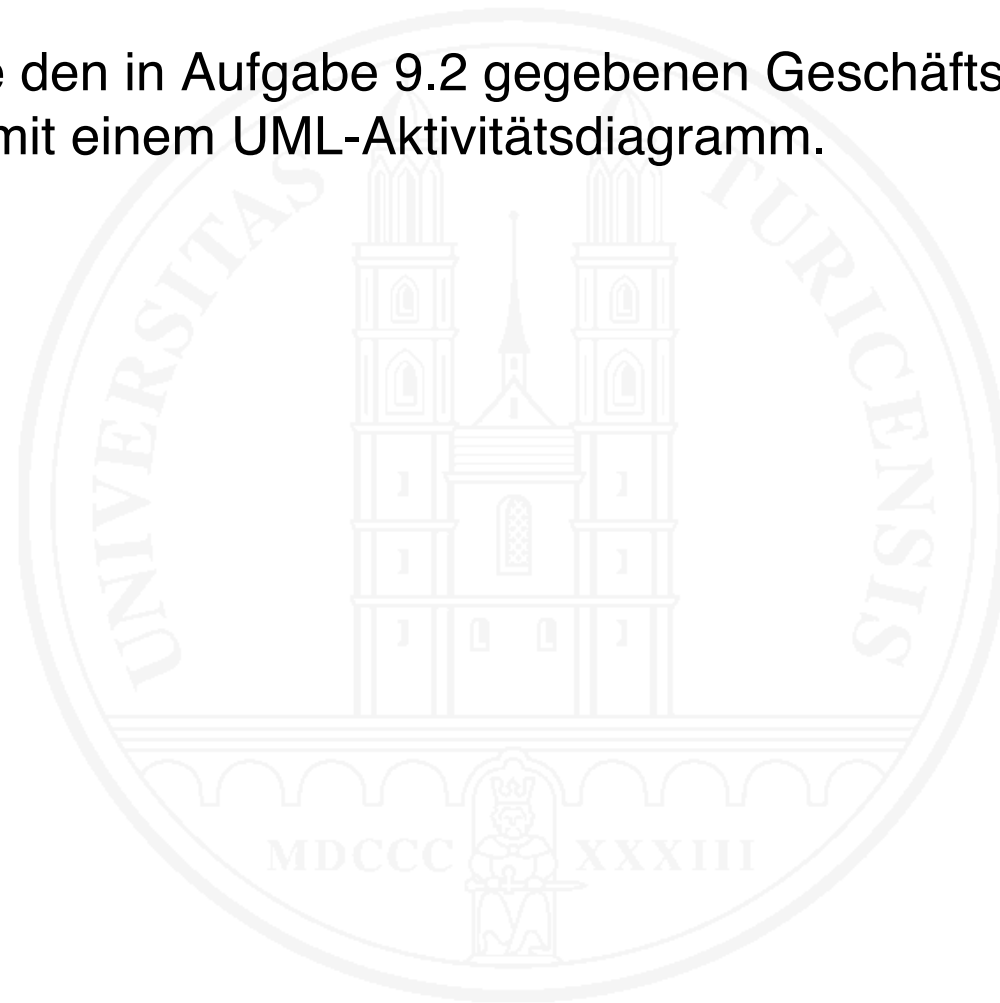 e den in Aufgabe 9.2 gegebenen Geschäfts
mit einem UML-Aktivitätsdiagramm.
UNIVERSITAS TURICENSIS
MDCCC XXXIII